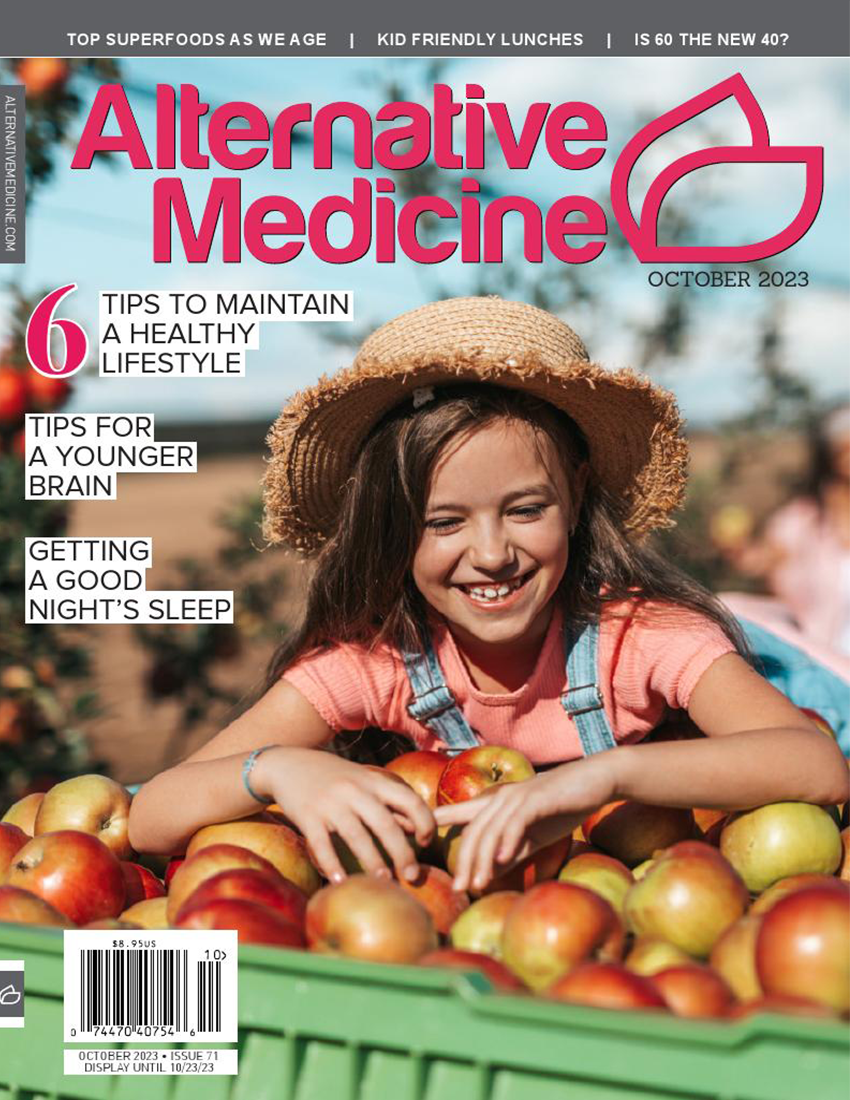 TOP SUPERFOODS AS WE AGE | KID FRIENDLY LUNCHES | IS 60 THE NEW 40?
ALTERNATIVEMEDICINE.COM
Alternative
Medicine
OCTOBER 2023
6 TIPS TO MAINTAIN
A HEALTHY
LIFESTYLE
TIPS FOR
A YOUNGER
BRAIN
GETTING
A GOOD
NIGHT'S SLEEP
$8.95US
10>
0 74470 40754 6
OCTOBER 2023 • ISSUE 71
DISPLAY UNTIL 10/23/23